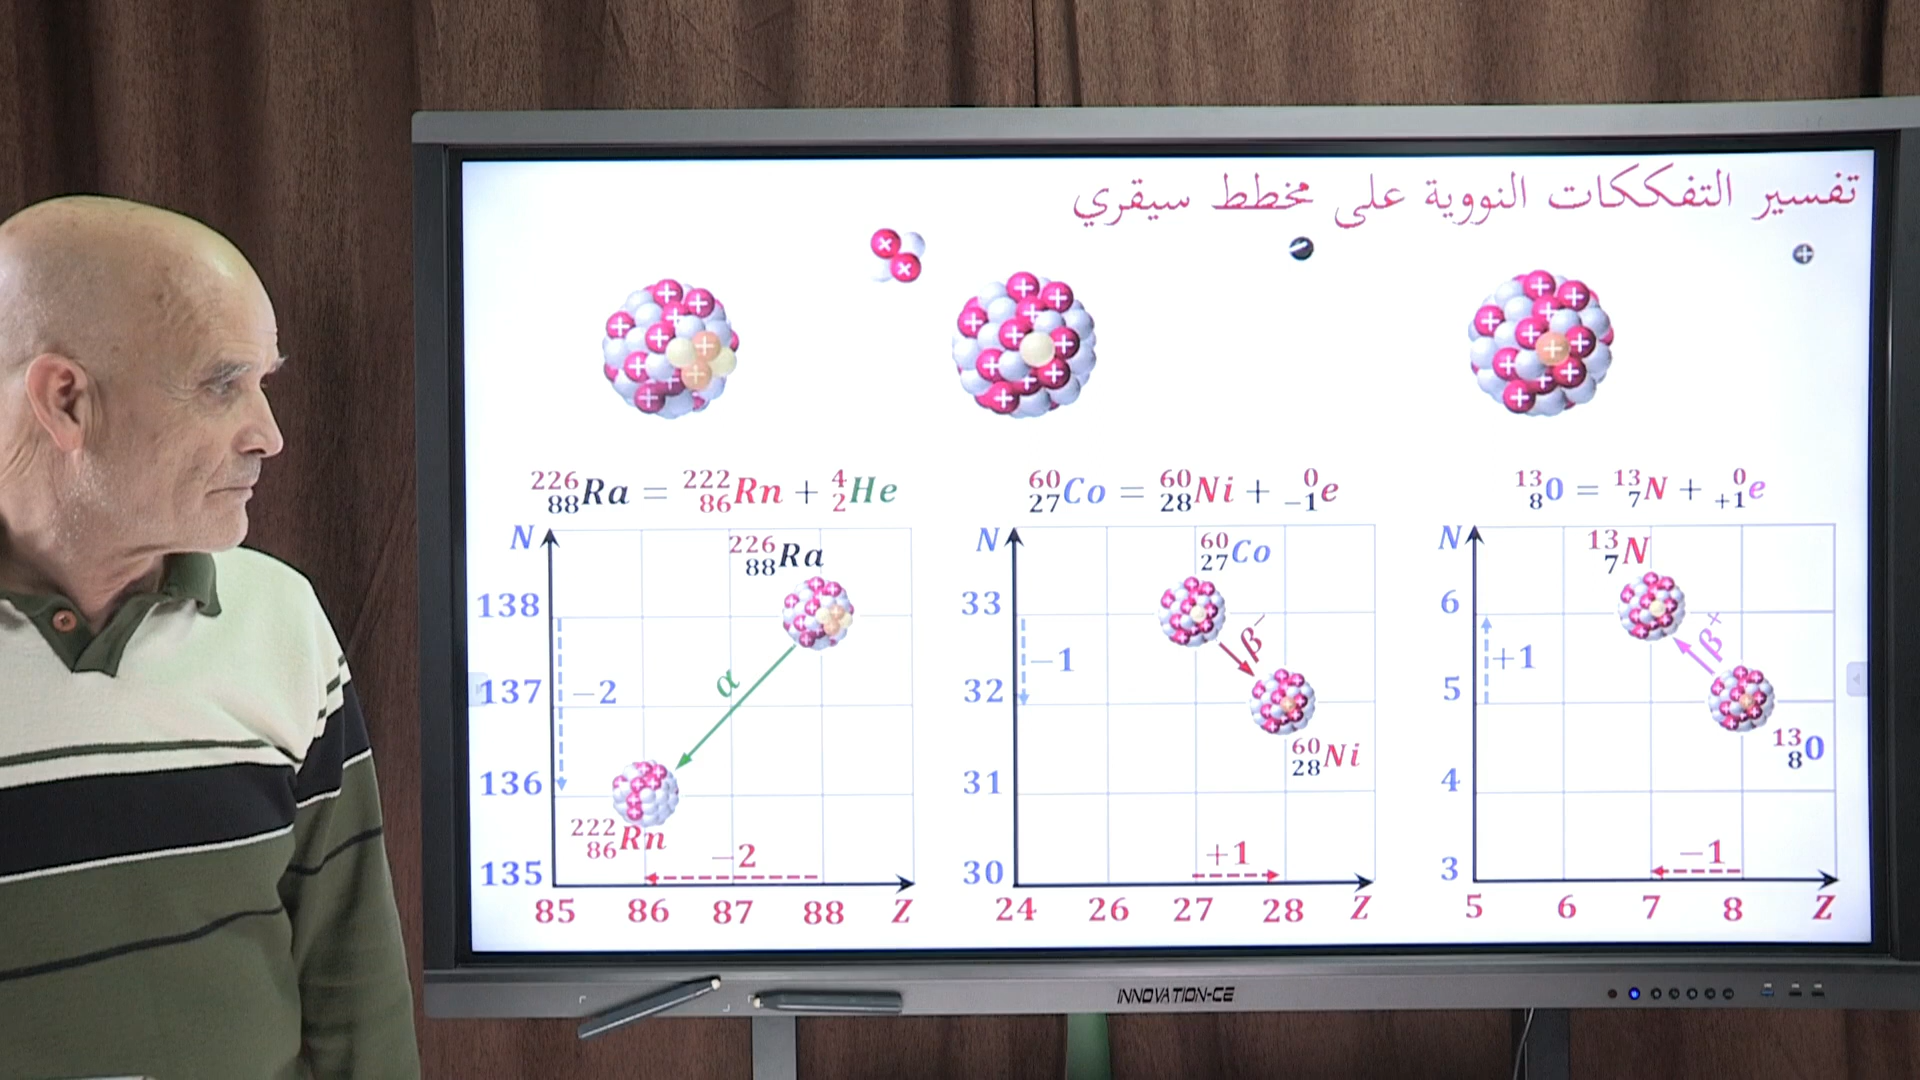 تفسير التفككات النووية على مخطط سيقري
²²⁶₈₈Ra = ²²²₈₆Rn + ⁴₂He
N
²²⁶₈₈Ra
138
137
136
135
−2
α
²²²₈₆Rn
−2
85 86 87 88 Z
⁶⁰₂₇Co = ⁶⁰₂₈Ni + ⁰₋₁e
N
⁶⁰₂₇Co
33
32
31
30
−1
β⁻
⁶⁰₂₈Ni
+1
24 26 27 28 Z
¹³₈O = ¹³₇N + ⁰₊₁e
N
¹³₇N
6
5
4
3
+1
β⁺
¹³₈O
−1
5 6 7 8 Z
INNOVATION-CE